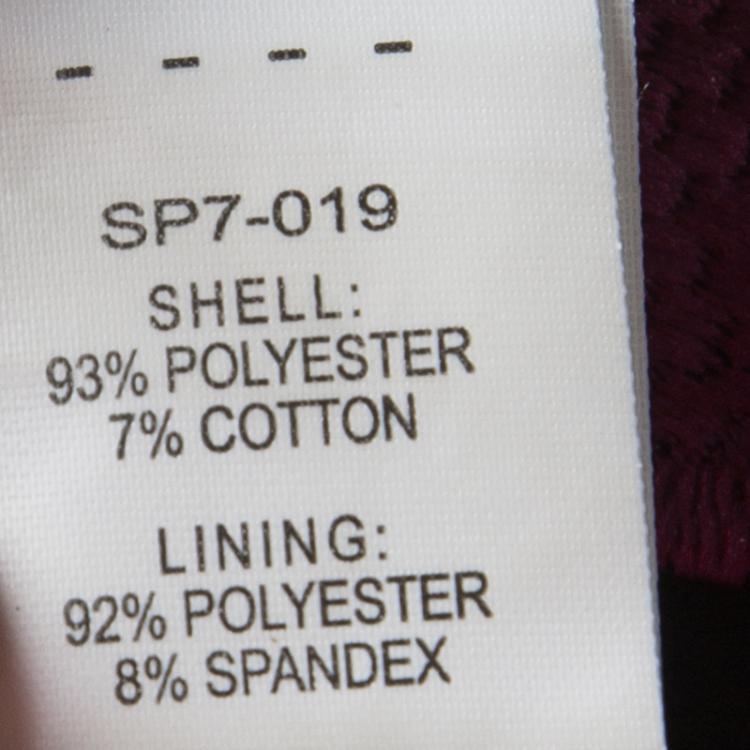 - - - -
SP7-019
SHELL:
93% POLYESTER
7% COTTON
LINING:
92% POLYESTER
8% SPANDEX